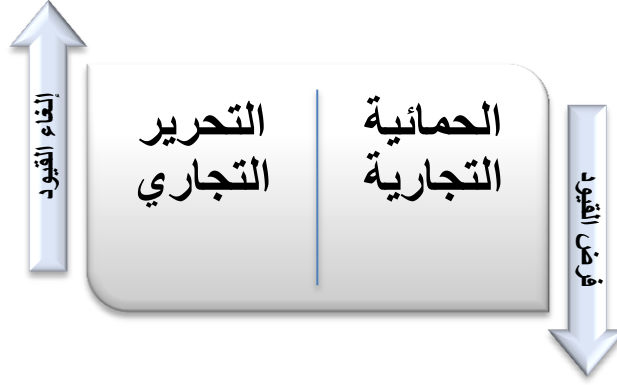 الحمائية
التجارية
التحرير
التجاري
فرض القيود
إلغاء القيود